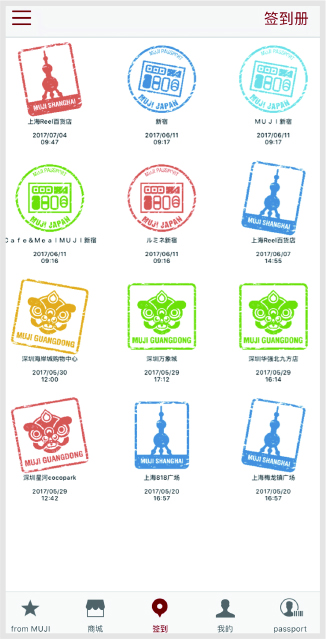 签到册
MUJI SHANGHAI
MUJI PASSPORT
MUJI JAPAN
MUJI PASSPORT
MUJI JAPAN
上海Reel百货店
新宿
ＭＵＪＩ新宿
2017/07/04
2017/06/11
2017/06/11
09:47
09:17
09:17
MUJI PASSPORT
MUJI JAPAN
MUJI PASSPORT
MUJI JAPAN
MUJI SHANGHAI
Ｃａｆｅ＆ＭｅａｌＭＵＪＩ新宿
ルミネ新宿
上海Reel百货店
2017/06/11
2017/06/11
2017/06/07
09:16
09:16
14:55
MUJI GUANGDONG
MUJI GUANGDONG
MUJI GUANGDONG
深圳海岸城购物中心
深圳万象城
深圳华强北九方店
2017/05/30
2017/05/29
2017/05/29
12:00
17:12
16:14
MUJI GUANGDONG
MUJI SHANGHAI
MUJI SHANGHAI
深圳星河cocopark
上海818广场
上海梅龙镇广场
2017/05/29
2017/05/20
2017/05/20
12:42
16:57
16:57
from MUJI
商城
签到
我的
passport